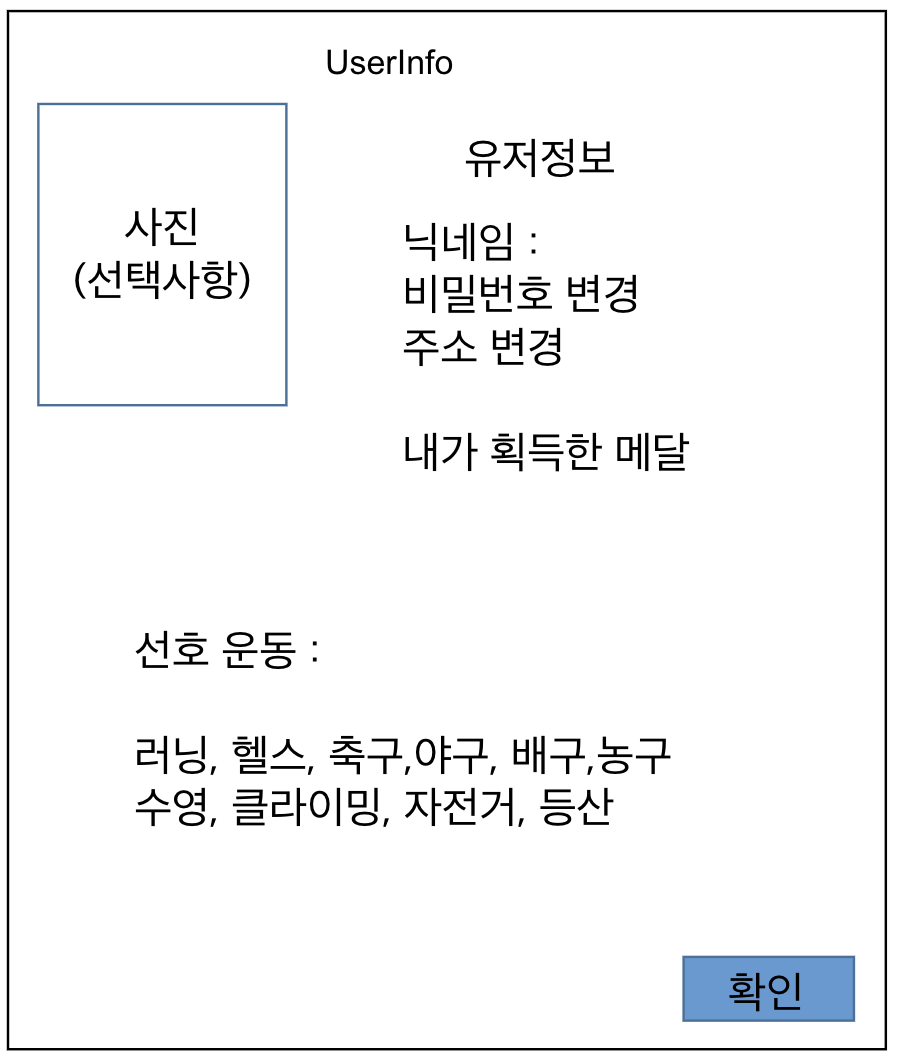 UserInfo
사진
(선택사항)
유저정보
닉네임 :
비밀번호 변경
주소 변경
내가 획득한 메달
선호 운동 :
러닝, 헬스, 축구,야구, 배구,농구
수영, 클라이밍, 자전거, 등산
확인